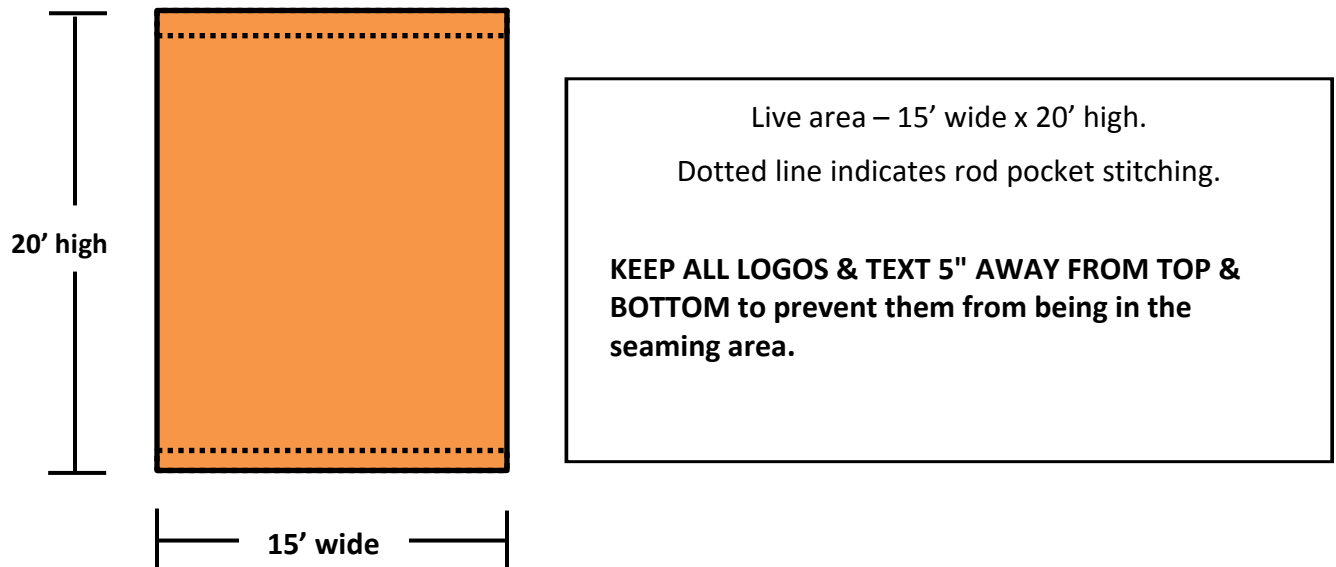 20’ high
15’ wide
Live area – 15’ wide x 20’ high.
Dotted line indicates rod pocket stitching.
KEEP ALL LOGOS & TEXT 5" AWAY FROM TOP &
BOTTOM to prevent them from being in the
seaming area.